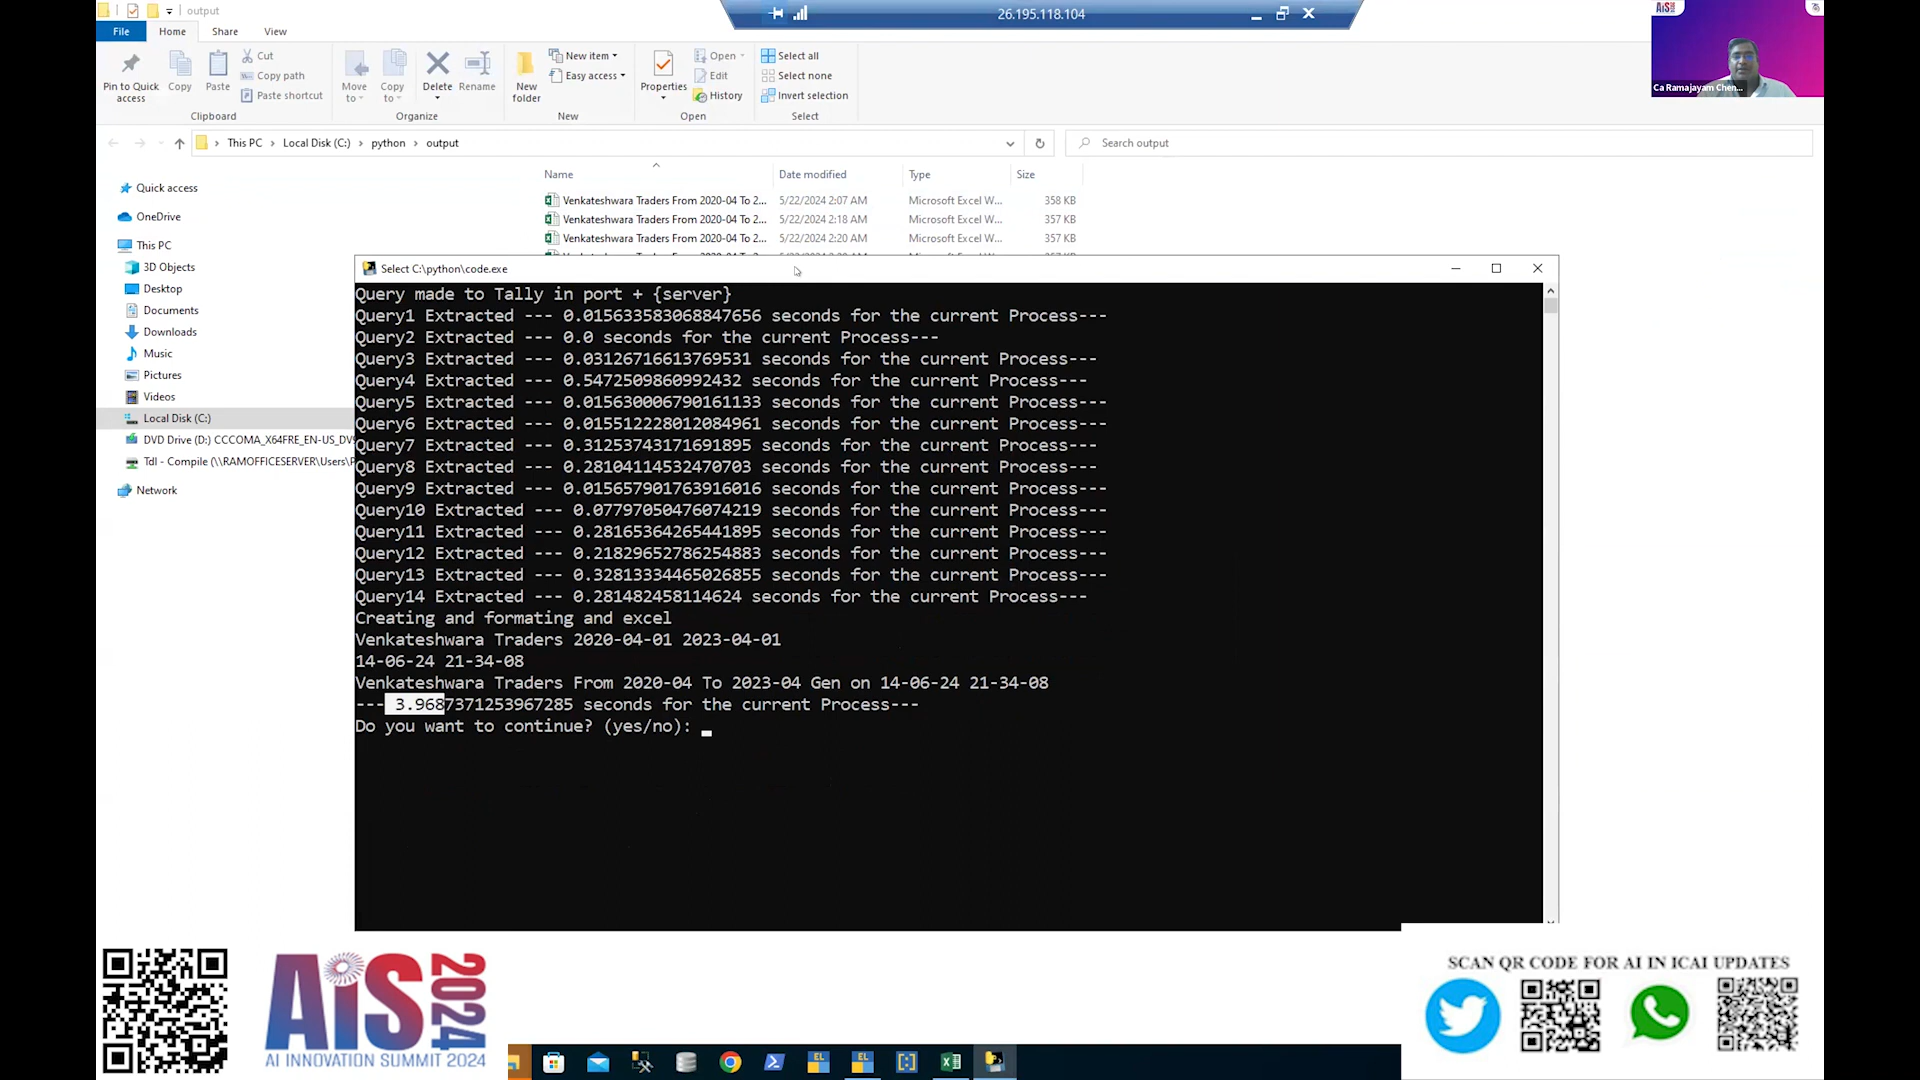 output
26.195.118.104
File Home Share View
Pin to Quick access
Copy
Paste
Cut
Copy path
Paste shortcut
Clipboard
Move to
Copy to
Delete
Rename
Organize
New folder
New item
Easy access
New
Properties
Open
Edit
History
Open
Select all
Select none
Invert selection
Select
Ca Ramajayam Chen...
This PC > Local Disk (C:) > python > output
Search output
Name Date modified Type Size
Venkateshwara Traders From 2020-04 To 2... 5/22/2024 2:07 AM Microsoft Excel W... 358 KB
Venkateshwara Traders From 2020-04 To 2... 5/22/2024 2:18 AM Microsoft Excel W... 357 KB
Venkateshwara Traders From 2020-04 To 2... 5/22/2024 2:20 AM Microsoft Excel W... 357 KB
Quick access
OneDrive
This PC
3D Objects
Desktop
Documents
Downloads
Music
Pictures
Videos
Local Disk (C:)
DVD Drive (D:) CCCOMA_X64FRE_EN-US_DV
Tdl - Compile (\\RAMOFFICESERVER\Users\
Network
Select C:\python\code.exe
Query made to Tally in port + {server}
Query1 Extracted --- 0.015633583068847656 seconds for the current Process---
Query2 Extracted --- 0.0 seconds for the current Process---
Query3 Extracted --- 0.03126716613769531 seconds for the current Process---
Query4 Extracted --- 0.5472509860992432 seconds for the current Process---
Query5 Extracted --- 0.015630006790161133 seconds for the current Process---
Query6 Extracted --- 0.015512228012084961 seconds for the current Process---
Query7 Extracted --- 0.312537431716918​95 seconds for the current Process---
Query8 Extracted --- 0.28104114532470703 seconds for the current Process---
Query9 Extracted --- 0.015657901763916016 seconds for the current Process---
Query10 Extracted --- 0.07797050476074219 seconds for the current Process---
Query11 Extracted --- 0.28165364265441895 seconds for the current Process---
Query12 Extracted --- 0.21829652786254883 seconds for the current Process---
Query13 Extracted --- 0.32813334465026855 seconds for the current Process---
Query14 Extracted --- 0.281482458114624 seconds for the current Process---
Creating and formating and excel
Venkateshwara Traders 2020-04-01 2023-04-01
14-06-24 21-34-08
Venkateshwara Traders From 2020-04 To 2023-04 Gen on 14-06-24 21-34-08
--- 3.9687371253967285 seconds for the current Process---
Do you want to continue? (yes/no):
AIS 2024
AI INNOVATION SUMMIT 2024
SCAN QR CODE FOR AI IN ICAI UPDATES
EL
EL